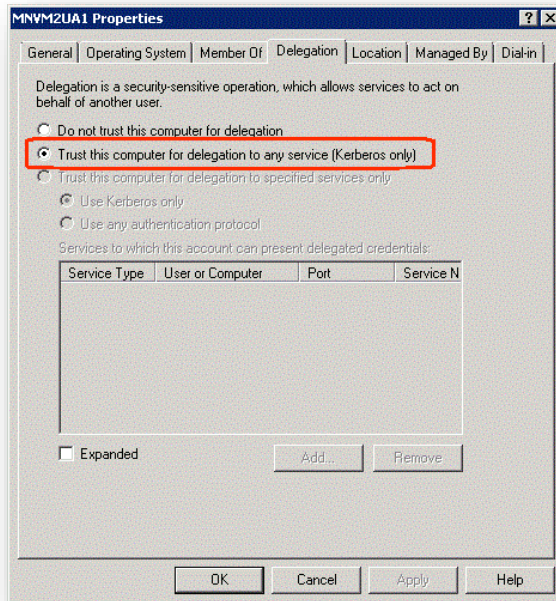 MNVM2UA1 Properties
General Operating System Member Of Delegation Location Managed By Dial-in
Delegation is a security-sensitive operation, which allows services to act on
behalf of another user.
Do not trust this computer for delegation
Trust this computer for delegation to any service (Kerberos only)
Trust this computer for delegation to specified services only
Use Kerberos only
Use any authentication protocol
Services to which this account can present delegated credentials:
Service Type User or Computer Port Service N
Expanded Add... Remove
OK Cancel Apply Help